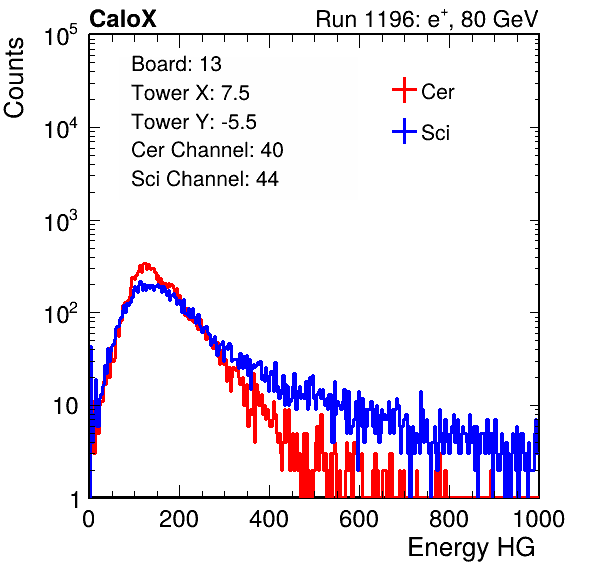 CaloX Run 1196: e⁺, 80 GeV
Counts
Board: 13
Tower X: 7.5
Tower Y: -5.5
Cer Channel: 40
Sci Channel: 44
Cer
Sci
10⁵
10⁴
10³
10²
10
1
0 200 400 600 800 1000
Energy HG